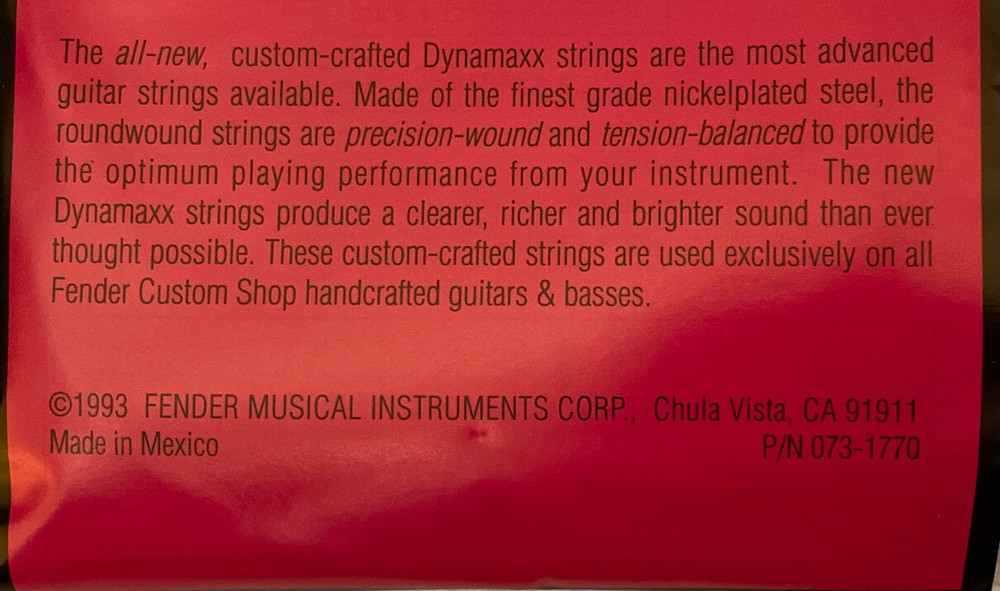 The all-new, custom-crafted Dynamaxx strings are the most advanced
guitar strings available. Made of the finest grade nickelplated steel, the
roundwound strings are precision-wound and tension-balanced to provide
the optimum playing performance from your instrument. The new
Dynamaxx strings produce a clearer, richer and brighter sound than ever
thought possible. These custom-crafted strings are used exclusively on all
Fender Custom Shop handcrafted guitars & basses.
©1993 FENDER MUSICAL INSTRUMENTS CORP., Chula Vista, CA 91911
Made in Mexico P/N 073-1770